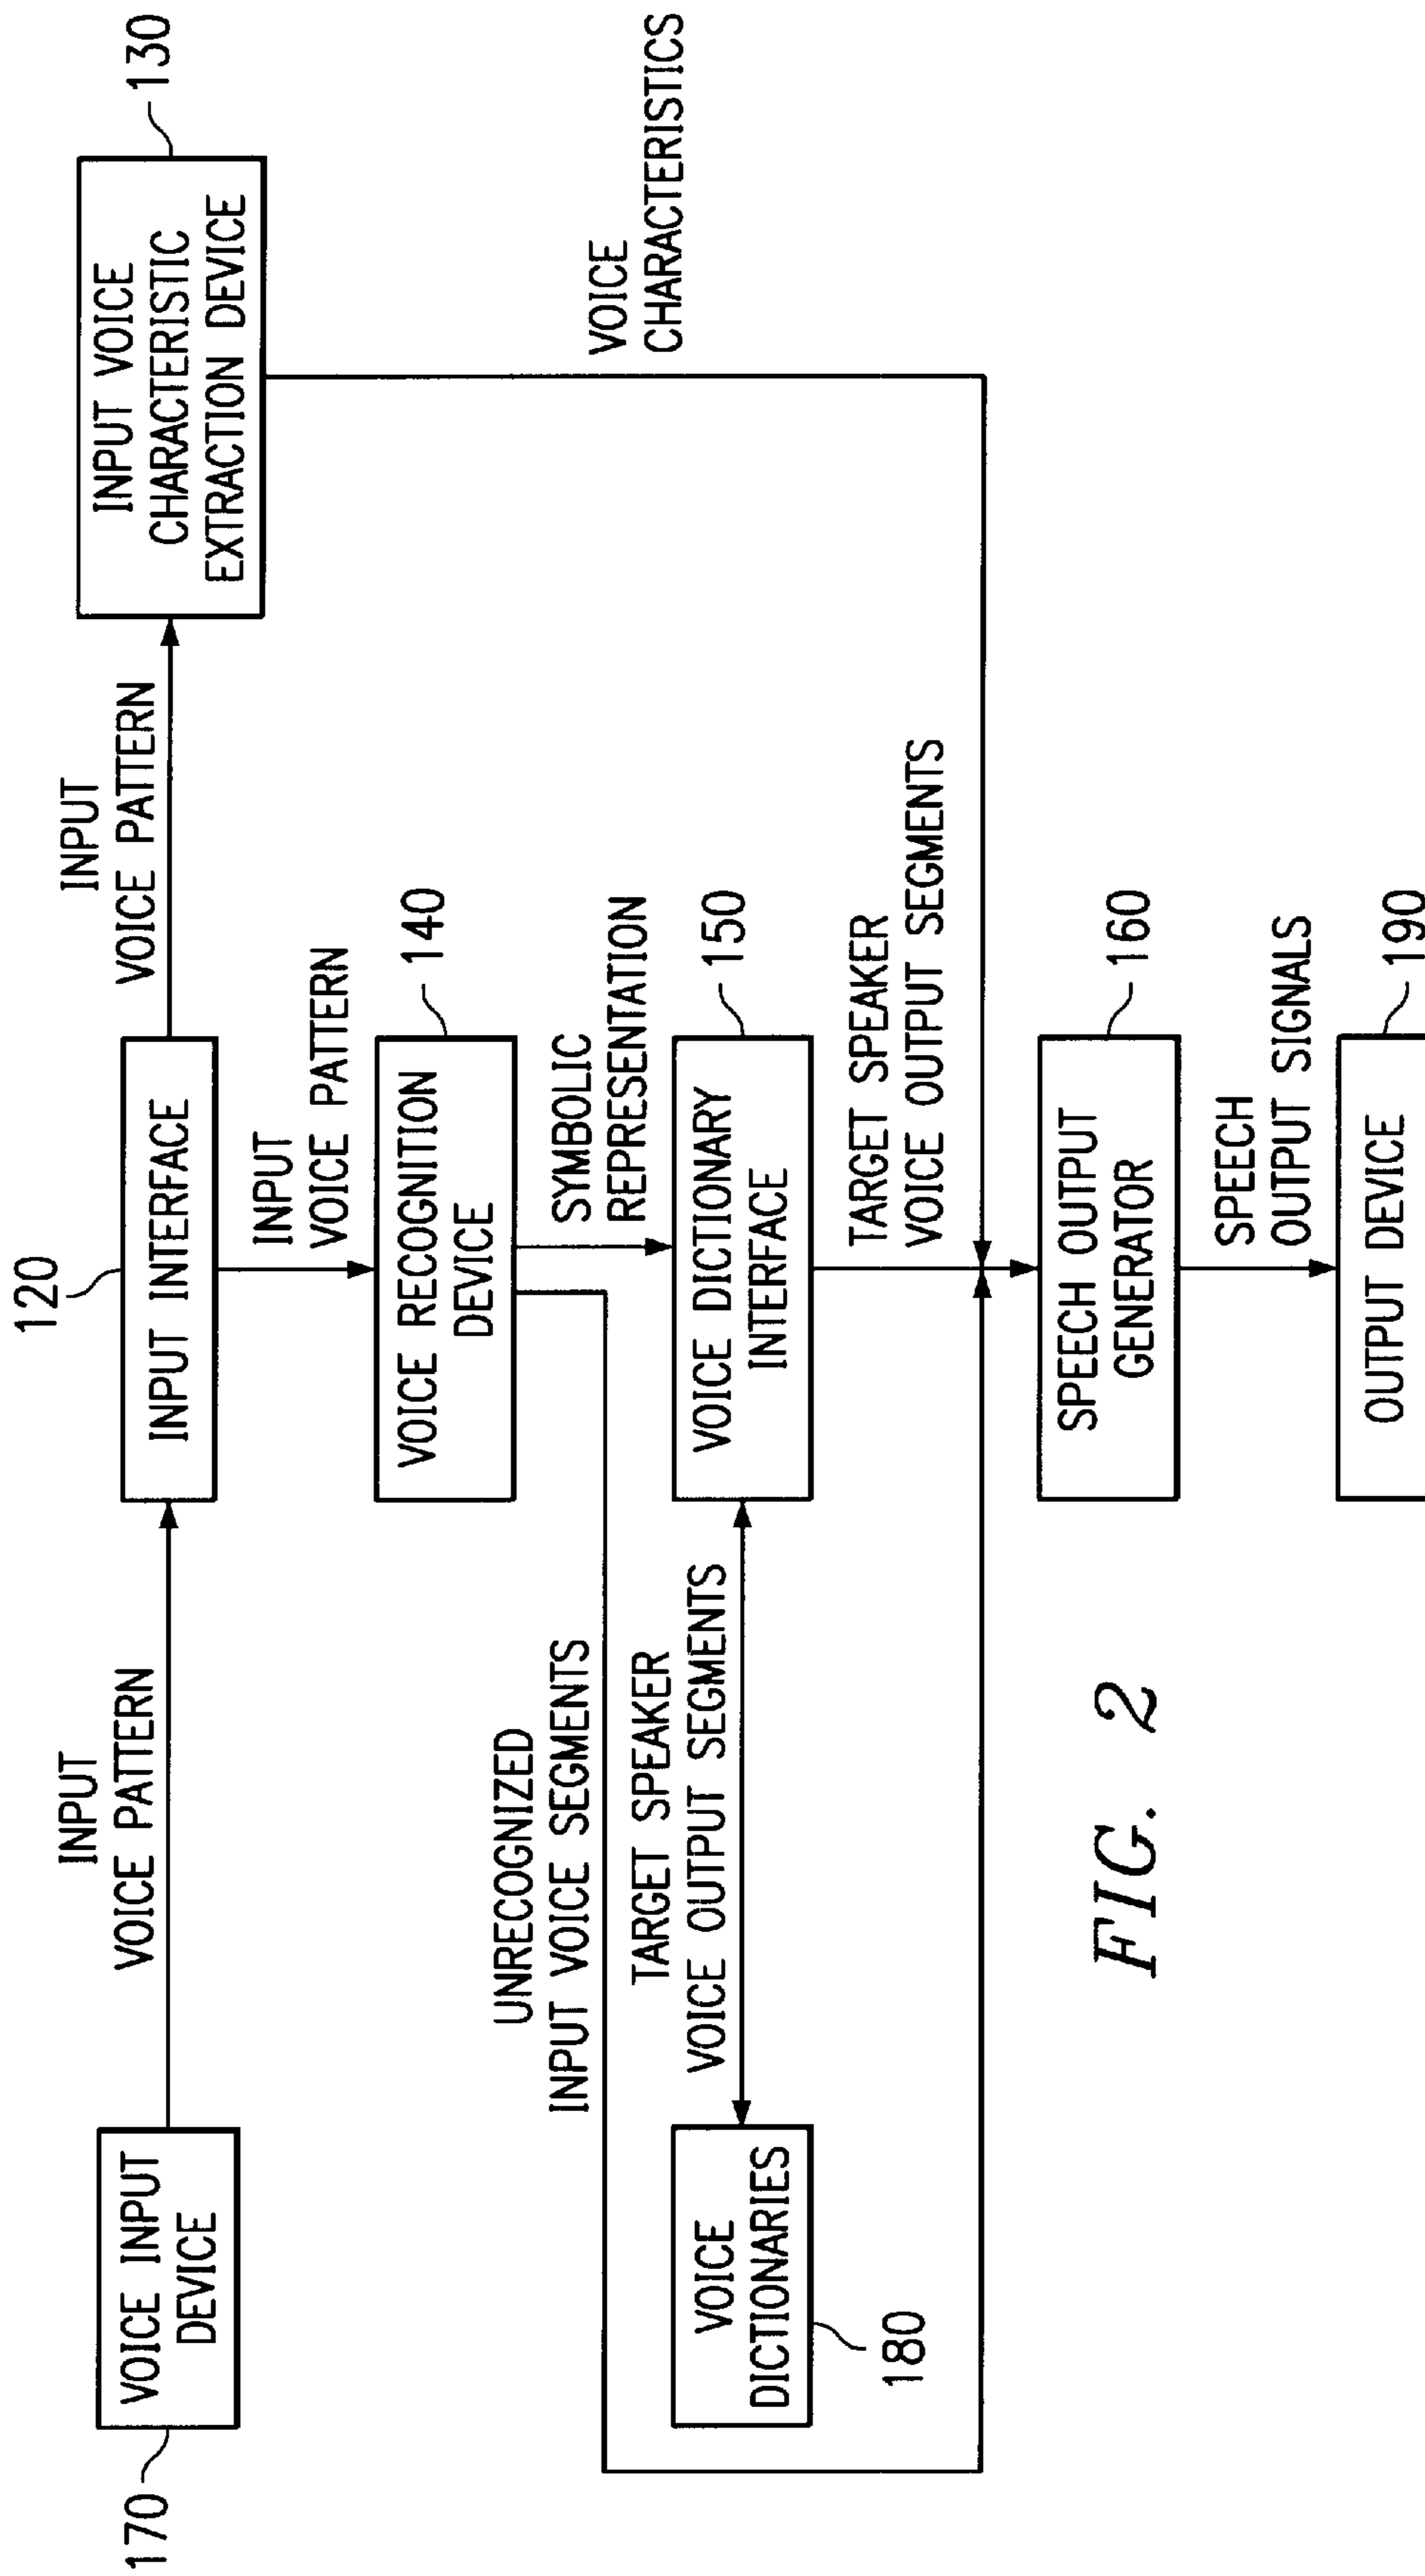 120
130
INPUT
VOICE PATTERN
INPUT
VOICE PATTERN
VOICE INPUT
DEVICE
INPUT INTERFACE
INPUT VOICE
CHARACTERISTIC
EXTRACTION DEVICE
170
INPUT
VOICE PATTERN
140
VOICE RECOGNITION
DEVICE
UNRECOGNIZED
INPUT VOICE SEGMENTS
SYMBOLIC
REPRESENTATION
VOICE
CHARACTERISTICS
TARGET SPEAKER
VOICE OUTPUT SEGMENTS
150
VOICE
DICTIONARIES
VOICE DICTIONARY
INTERFACE
180
TARGET SPEAKER
VOICE OUTPUT SEGMENTS
160
SPEECH OUTPUT
GENERATOR
FIG. 2
SPEECH
OUTPUT SIGNALS
190
OUTPUT DEVICE